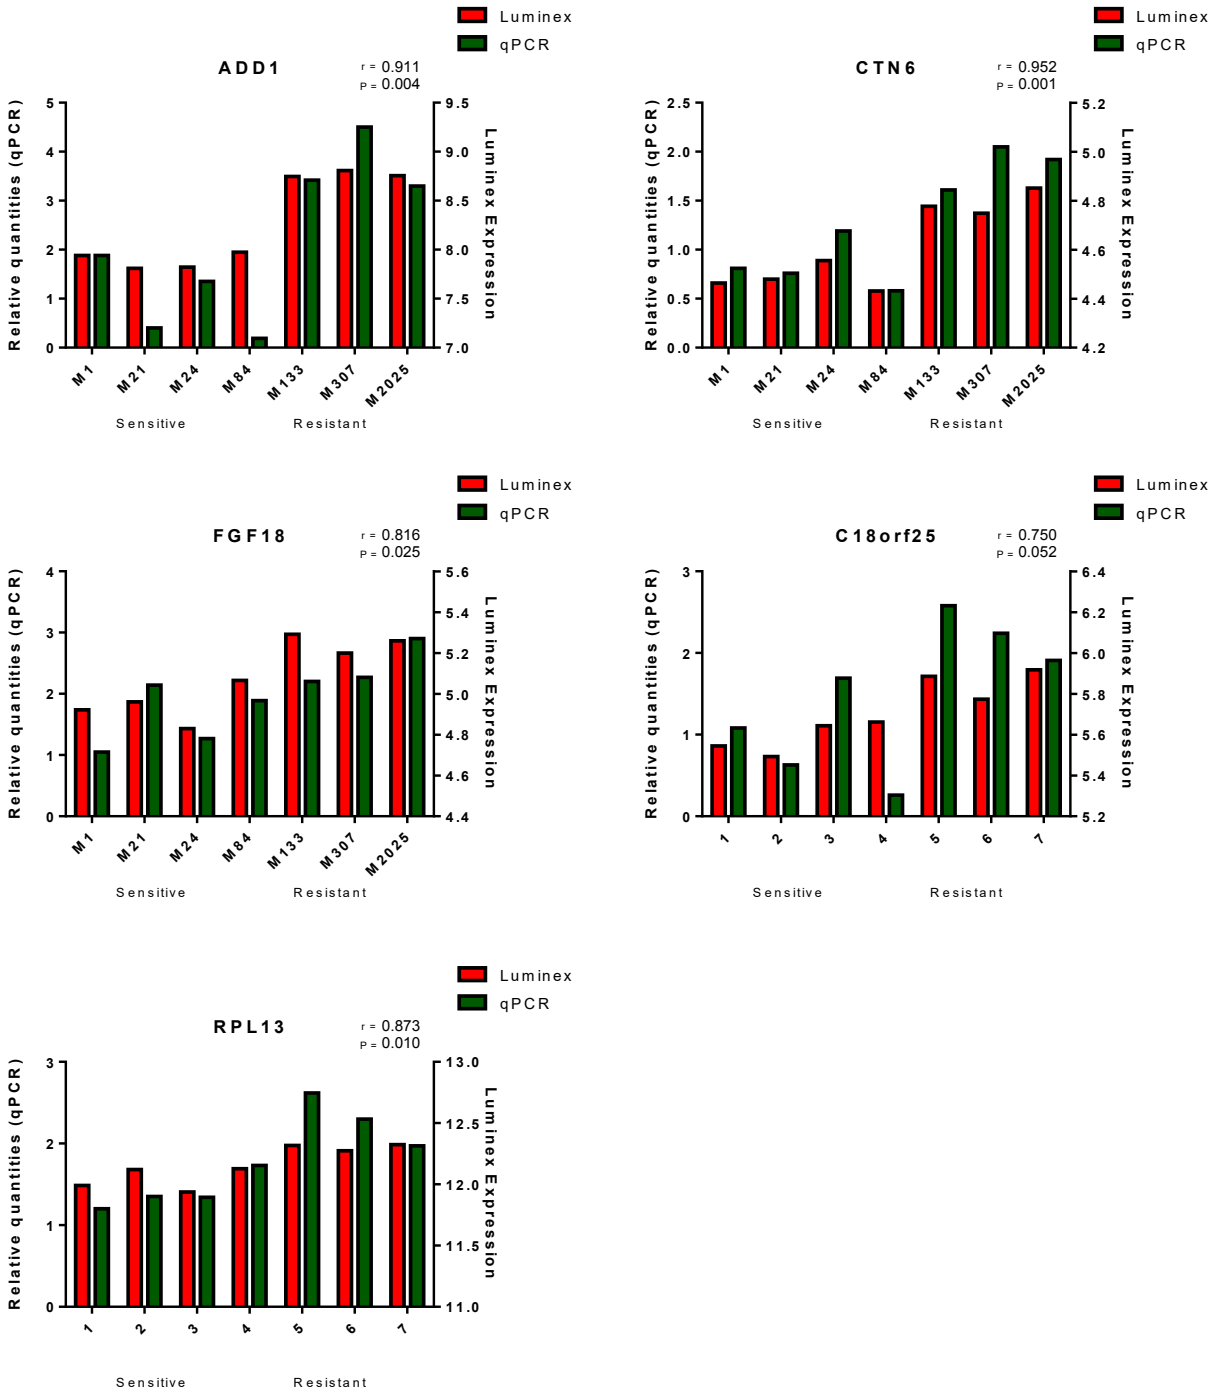 Luminex
qPCR
ADD1
r = 0.911
P = 0.004
Relative quantities (qPCR)
5
4
3
2
1
0
9.5
9.0
8.5
8.0
7.5
7.0
Luminex Expression
M1
M21
M24
M84
M133
M307
M2025
Sensitive
Resistant
Luminex
qPCR
CTN6
r = 0.952
P = 0.001
Relative quantities (qPCR)
2.5
2.0
1.5
1.0
0.5
0.0
5.2
5.0
4.8
4.6
4.4
4.2
Luminex Expression
M1
M21
M24
M84
M133
M307
M2025
Sensitive
Resistant
Luminex
qPCR
FGF18
r = 0.816
P = 0.025
Relative quantities (qPCR)
4
3
2
1
0
5.6
5.4
5.2
5.0
4.8
4.6
4.4
Luminex Expression
M1
M21
M24
M84
M133
M307
M2025
Sensitive
Resistant
Luminex
qPCR
C18orf25
r = 0.750
P = 0.052
Relative quantities (qPCR)
3
2
1
0
6.4
6.2
6.0
5.8
5.6
5.4
5.2
Luminex Expression
1
2
3
4
5
6
7
Sensitive
Resistant
Luminex
qPCR
RPL13
r = 0.873
P = 0.010
Relative quantities (qPCR)
3
2
1
0
13.0
12.5
12.0
11.5
11.0
Luminex Expression
1
2
3
4
5
6
7
Sensitive
Resistant